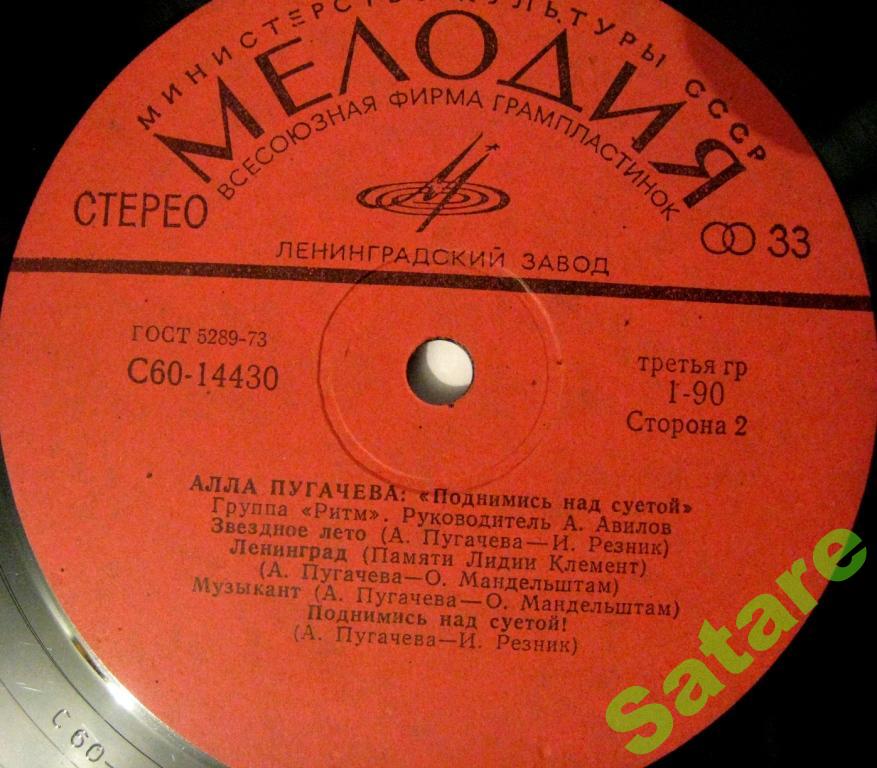 МИНИСТЕРСТВО КУЛЬТУРЫ СССР
МЕЛОДИЯ
ВСЕСОЮЗНАЯ ФИРМА ГРАМПЛАСТИНОК
СТЕРЕО
33
ЛЕНИНГРАДСКИЙ ЗАВОД
ГОСТ 5289-73
С60-14430
третья гр
1-90
Сторона 2
АЛЛА ПУГАЧЕВА: «Поднимись над суетой»
Группа «Ритм». Руководитель А. Авилов
Звездное лето (А. Пугачева—И. Резник)
Ленинград (Памяти Лидии Клемент)
(А. Пугачева—О. Мандельштам)
Музыкант (А. Пугачева—О. Мандельштам)
Поднимись над суетой!
(А. Пугачева—И. Резник)
С60-
Satare